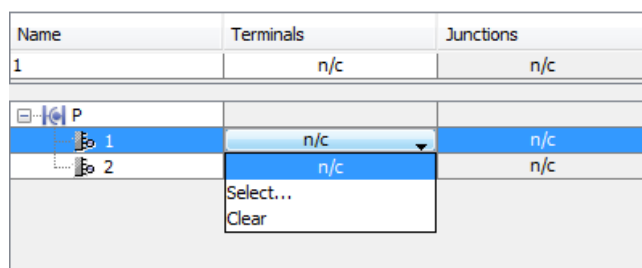 Name Terminals Junctions
1 n/c n/c
P
1 n/c n/c
2 n/c n/c
Select...
Clear